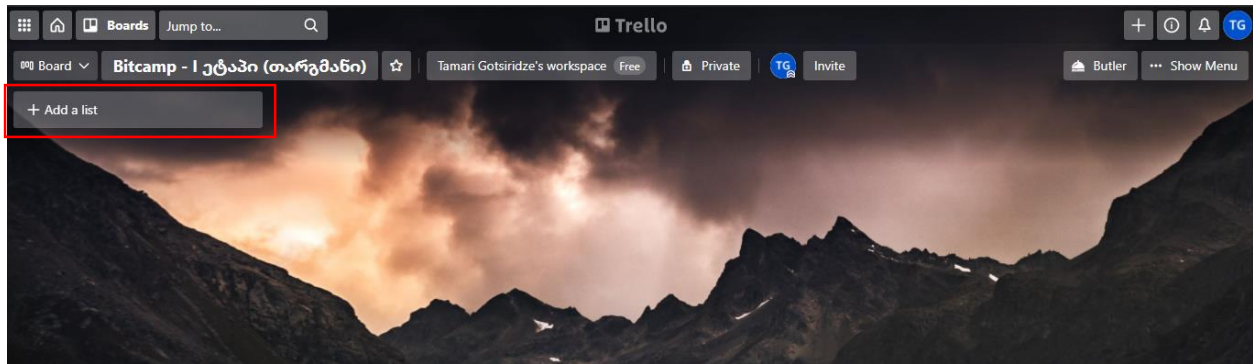 Boards Jump to... Trello TG
Board Bitcamp - I ეტაპი (თარგმანი) Tamari Gotsiridze's workspace Free Private TG Invite Butler Show Menu
+ Add a list